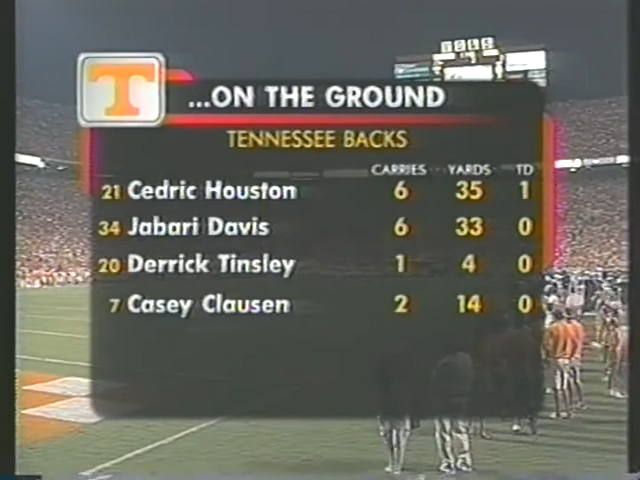 VOLS
T
...ON THE GROUND
TENNESSEE BACKS
CARRIES YARDS TD
21 Cedric Houston 6 35 1
34 Jabari Davis 6 33 0
20 Derrick Tinsley 1 4 0
7 Casey Clausen 2 14 0